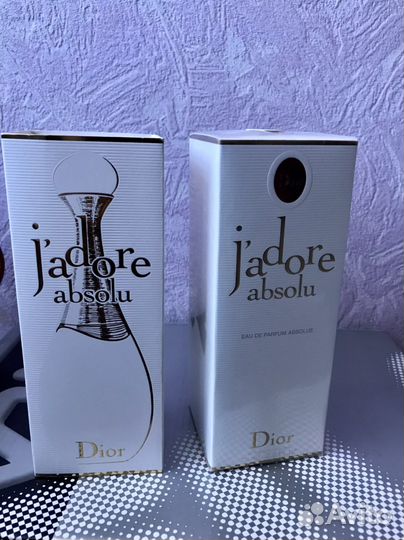 j'adore
absolu
Dior
j'adore
absolu
EAU DE PARFUM ABSOLUE
Dior
Avito